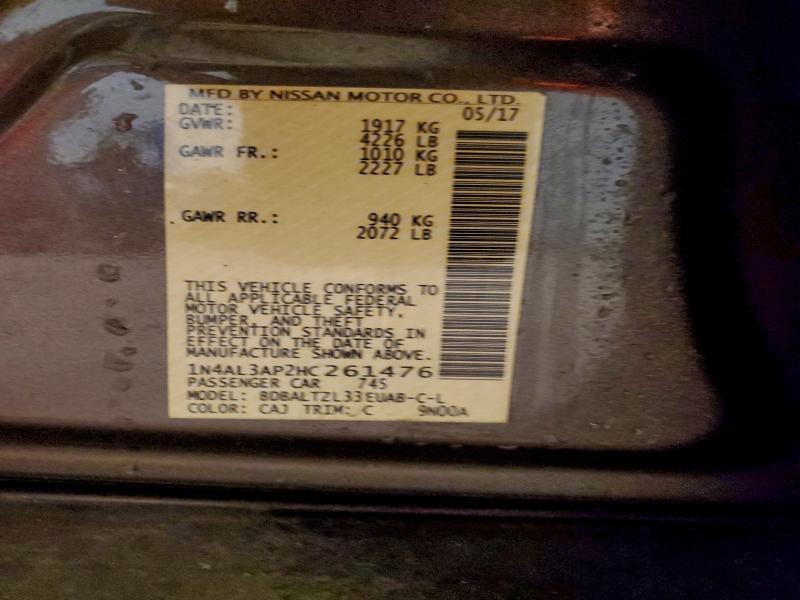 MFD BY NISSAN MOTOR CO., LTD.
DATE: 05/17
GVWR: 1917 KG
4226 LB
GAWR FR.: 1010 KG
2227 LB
GAWR RR.: 940 KG
2072 LB
THIS VEHICLE CONFORMS TO
ALL APPLICABLE FEDERAL
MOTOR VEHICLE SAFETY,
BUMPER, AND THEFT
PREVENTION STANDARDS IN
EFFECT ON THE DATE OF
MANUFACTURE SHOWN ABOVE.
1N4AL3AP2HC261476
PASSENGER CAR 745
MODEL: BDBALTZL33EUAB-C-L
COLOR: CAJ TRIM: C 9N00A